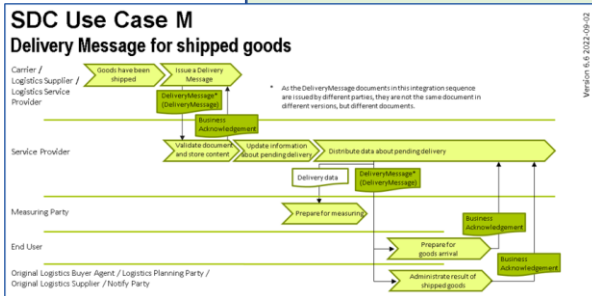 SDC Use Case M
Delivery Message for shipped goods
Version 6.6 2022-09-02
Carrier /
Logistics Supplier /
Logistics Service
Provider
Goods have been
shipped
Issue a Delivery
Message
DeliveryMessage*
(DeliveryMessage)
Business
Acknowledgement
* As the DeliveryMessage documents in this integration sequence
are issued by different parties, they are not the same document in
different versions, but different documents.
Service Provider
Validate document
and store content
Update information
about pending delivery
Distribute data about pending delivery
Delivery data
DeliveryMessage*
(DeliveryMessage)
Measuring Party
Prepare for measuring
Business
Acknowledgement
End User
Prepare for
goods arrival
Business
Acknowledgement
Original Logistics Buyer Agent / Logistics Planning Party /
Original Logistics Supplier / Notify Party
Administrate result of
shipped goods